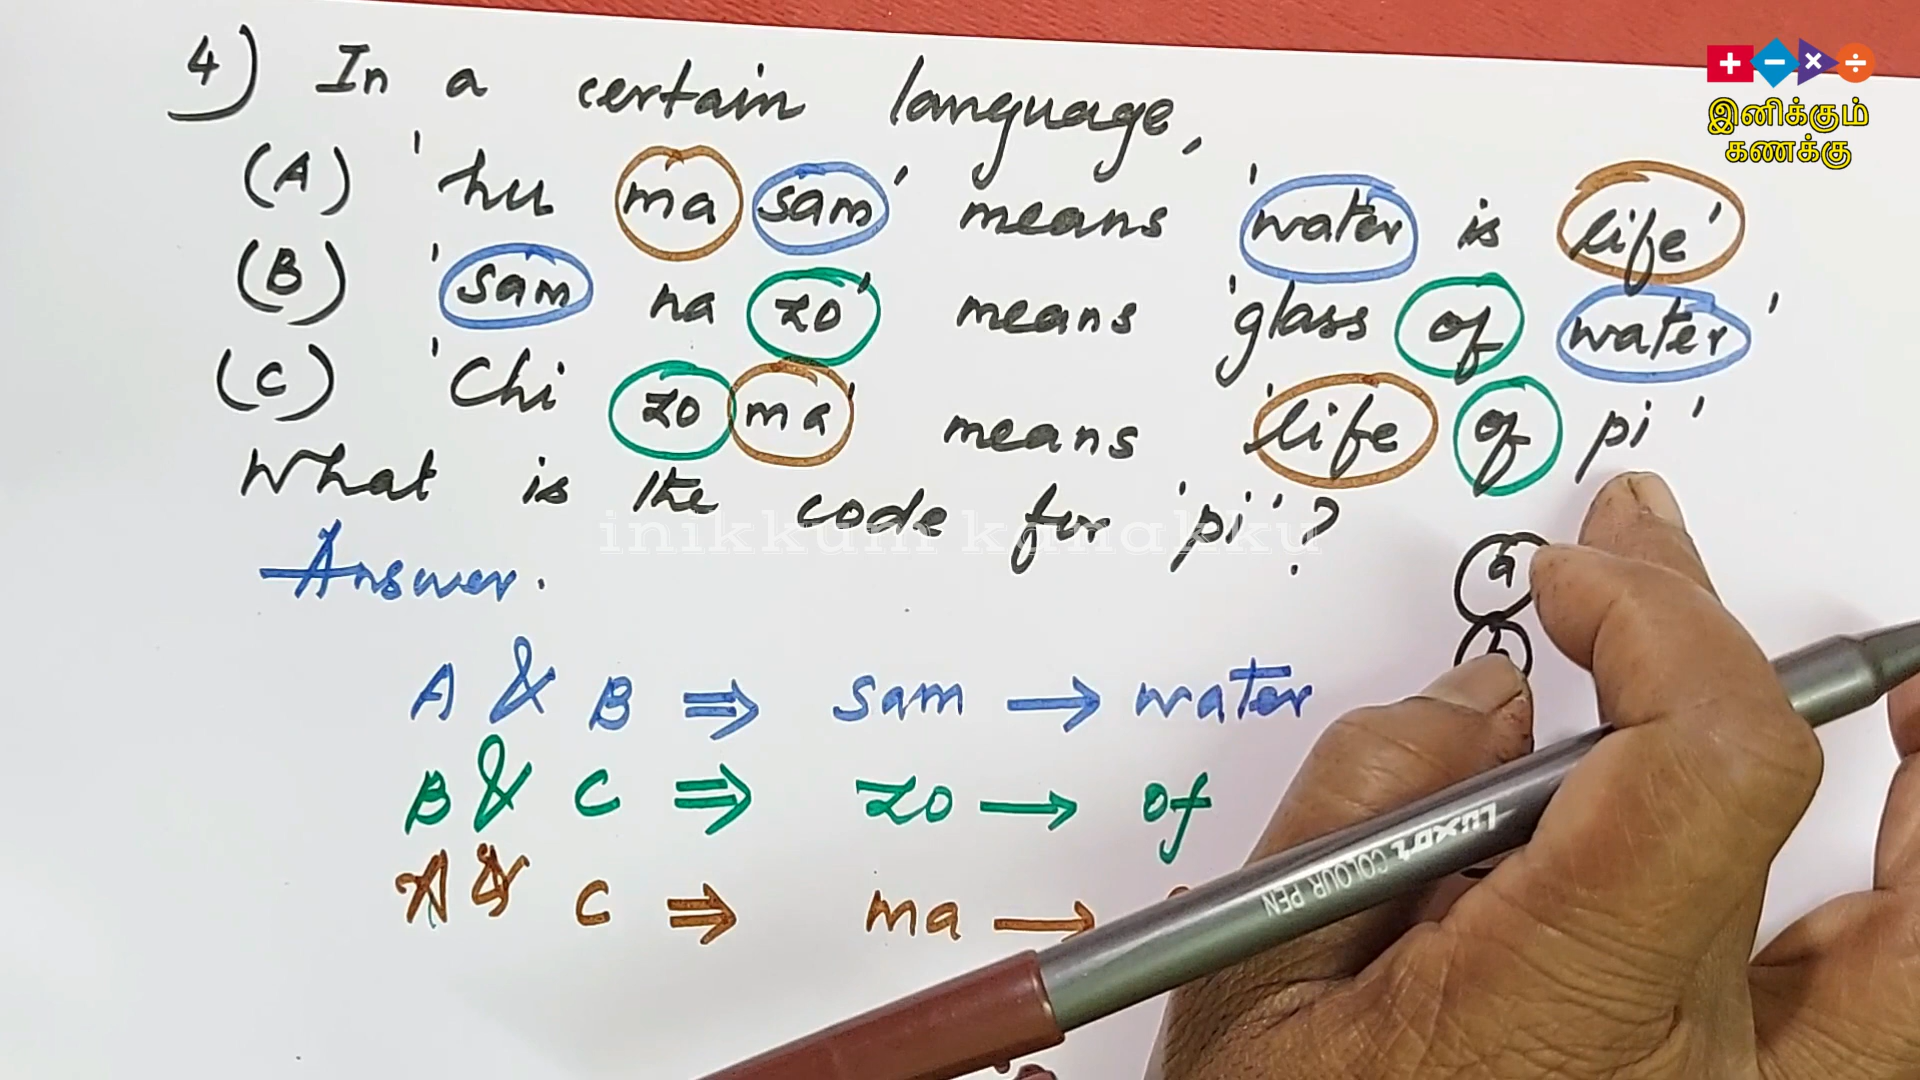 4) In a certain language,
(A) 'hu ma sam' means 'water is life'
(B) 'sam na zo' means 'glass of water'
(C) 'Chi zo ma' means 'life of pi'
What is the code for 'pi'?
Answer.
A & B ⇒ sam → water
B & C ⇒ zo → of
A & C ⇒ ma →
a
+ - × ÷
இனிக்கும்
கணக்கு
inikkum kanakku
LUXOR COLOUR PEN